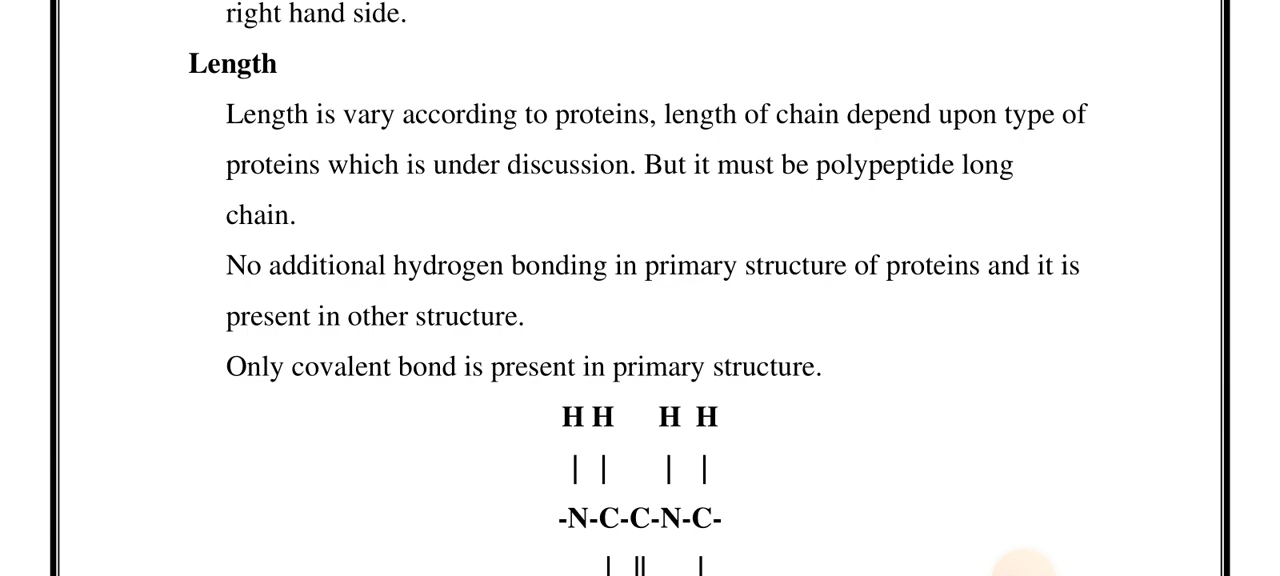 right hand side.
Length
Length is vary according to proteins, length of chain depend upon type of
proteins which is under discussion. But it must be polypeptide long
chain.
No additional hydrogen bonding in primary structure of proteins and it is
present in other structure.
Only covalent bond is present in primary structure.
H H H H
| | | |
-N-C-C-N-C-
| || |